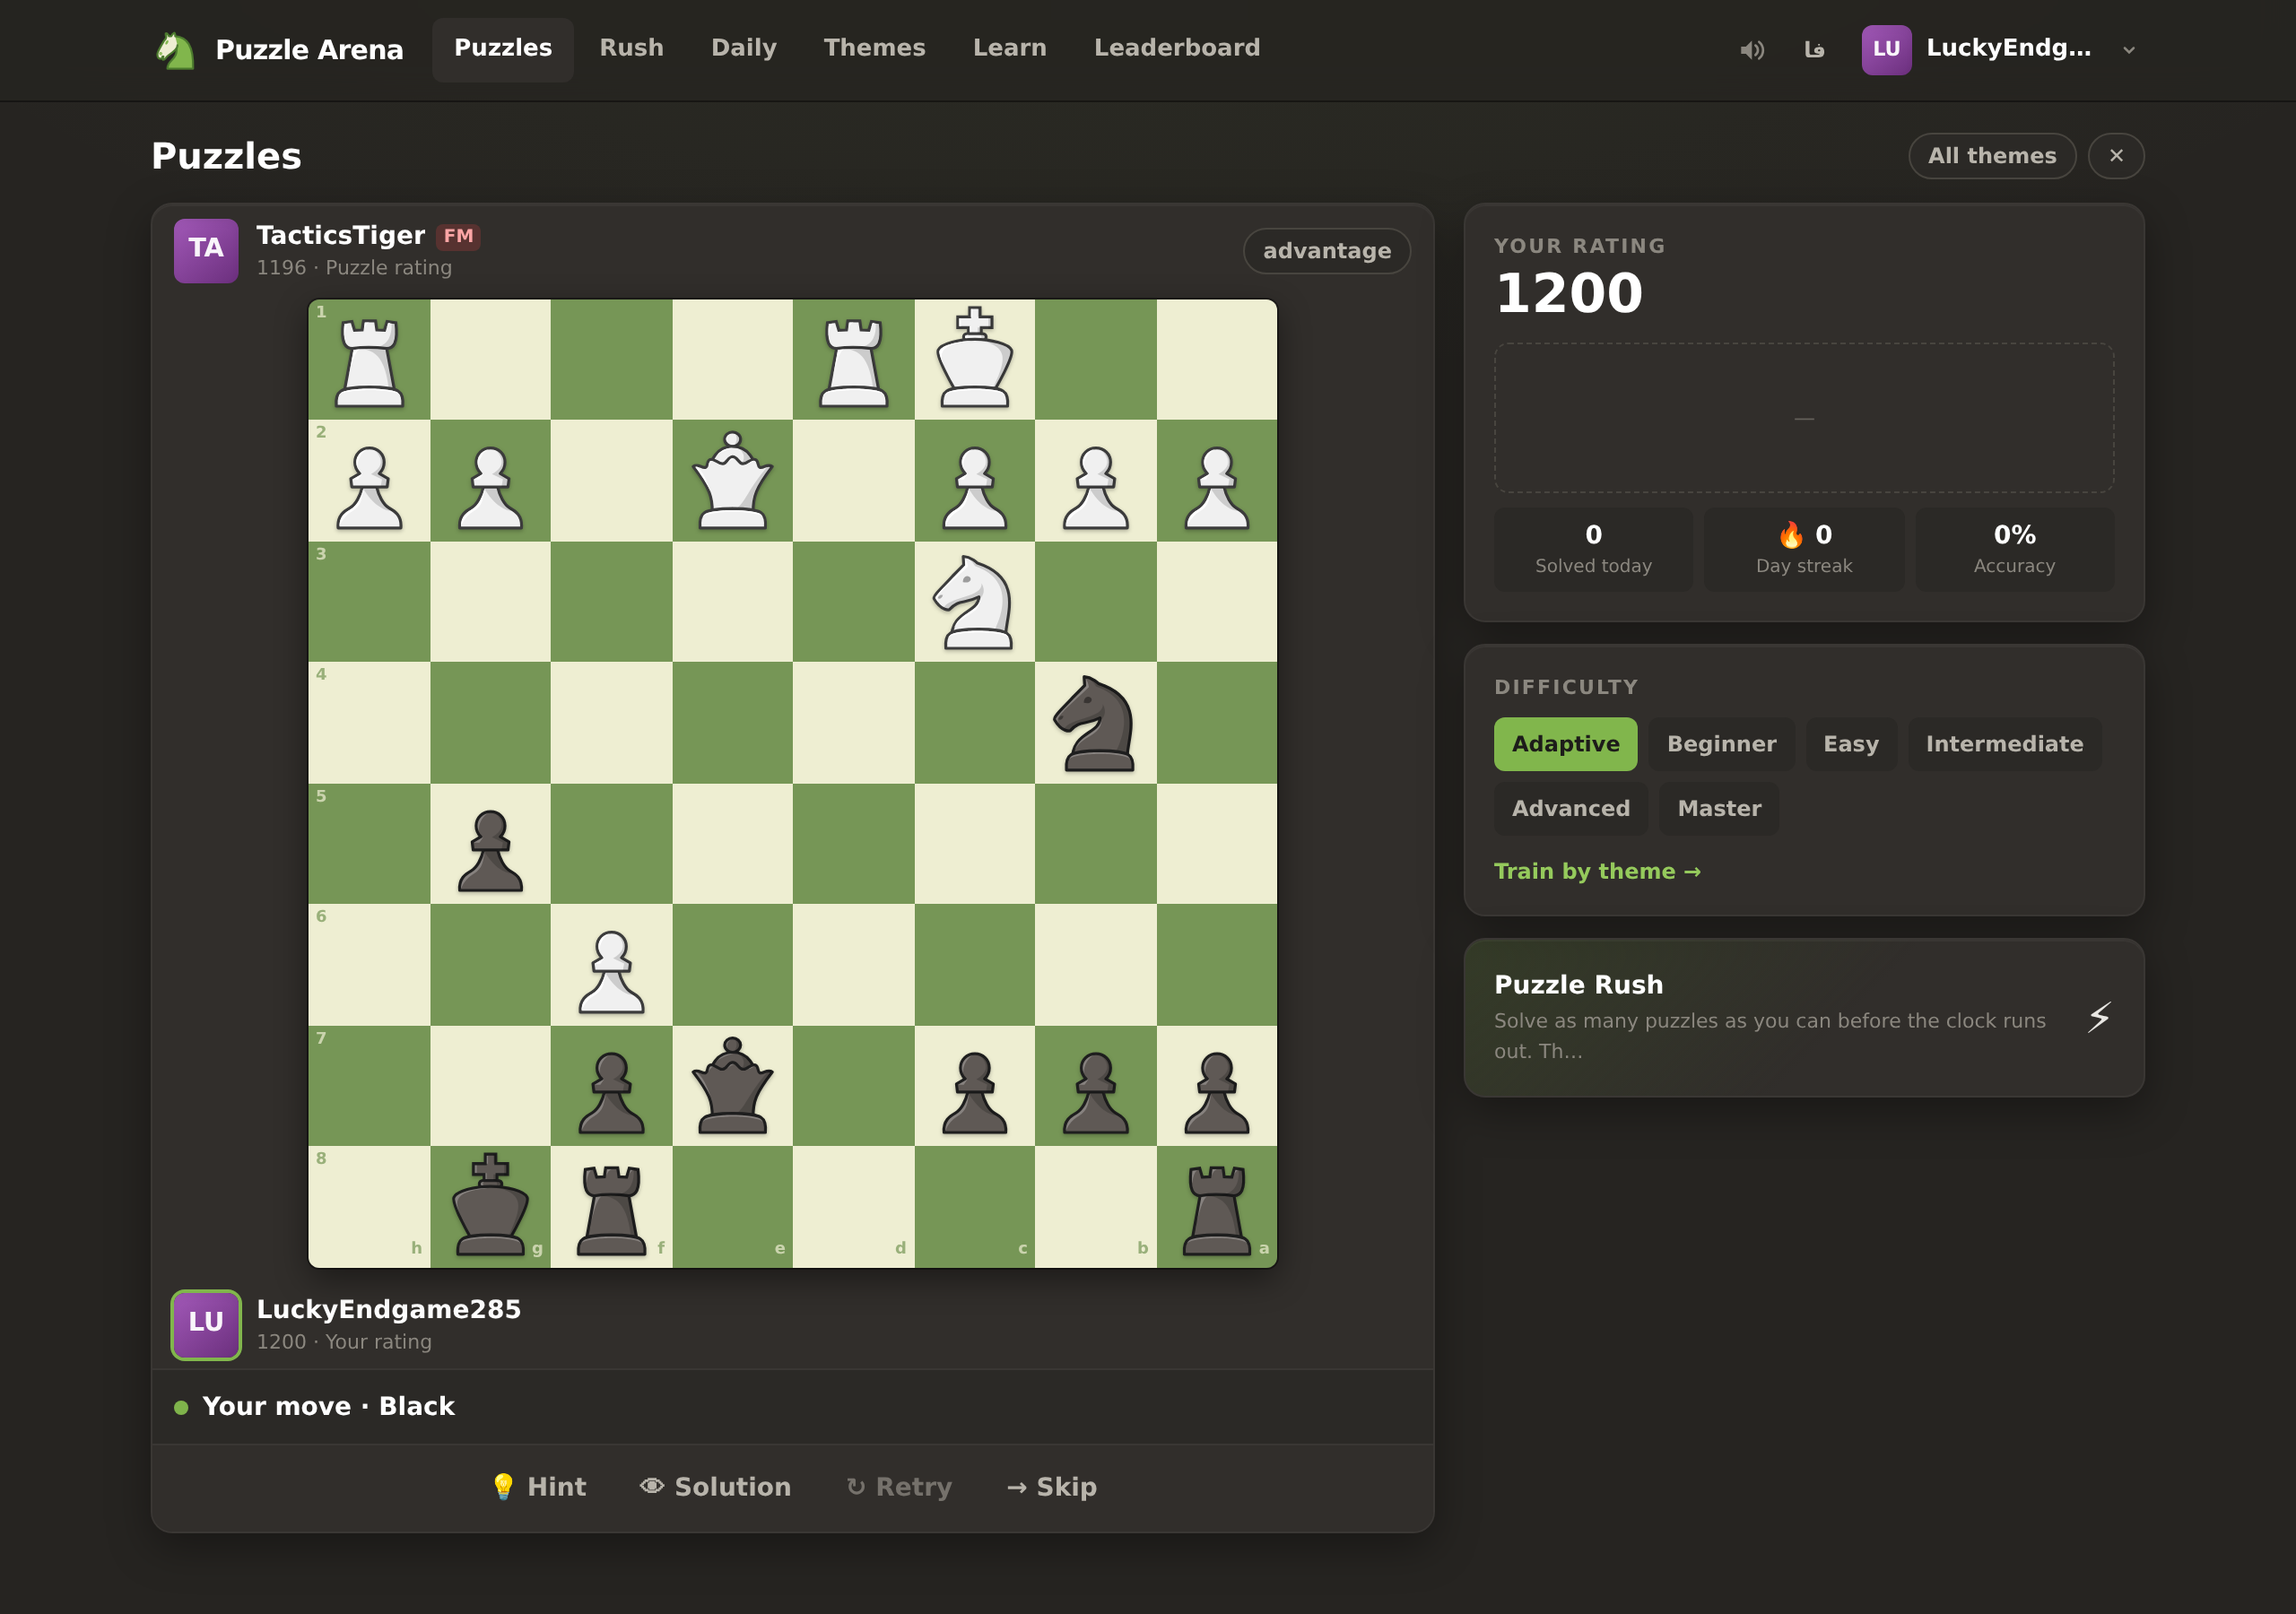 Puzzle Arena Puzzles Rush Daily Themes Learn Leaderboard فا LU LuckyEndg...
Puzzles
All themes ✕
TA TacticsTiger FM
1196 · Puzzle rating
advantage
1
2
3
4
5
6
7
8
h g f e d c b a
LU LuckyEndgame285
1200 · Your rating
Your move · Black
💡 Hint 👁 Solution ↻ Retry → Skip
YOUR RATING
1200
—
0 🔥 0 0%
Solved today Day streak Accuracy
DIFFICULTY
Adaptive Beginner Easy Intermediate
Advanced Master
Train by theme →
Puzzle Rush
Solve as many puzzles as you can before the clock runs
out. Th...